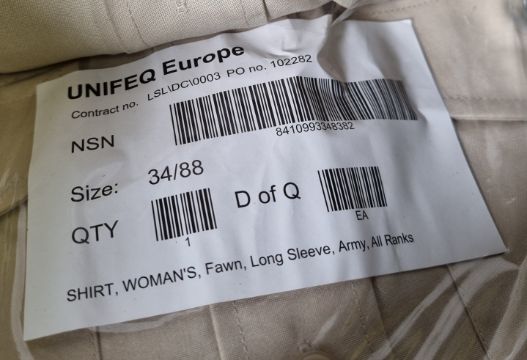 UNIFEQ Europe
Contract no. LSL\DC\0003 PO no. 102282
NSN
8410993348382
Size: 34/88
QTY
1
D of Q
EA
SHIRT, WOMAN'S, Fawn, Long Sleeve, Army, All Ranks